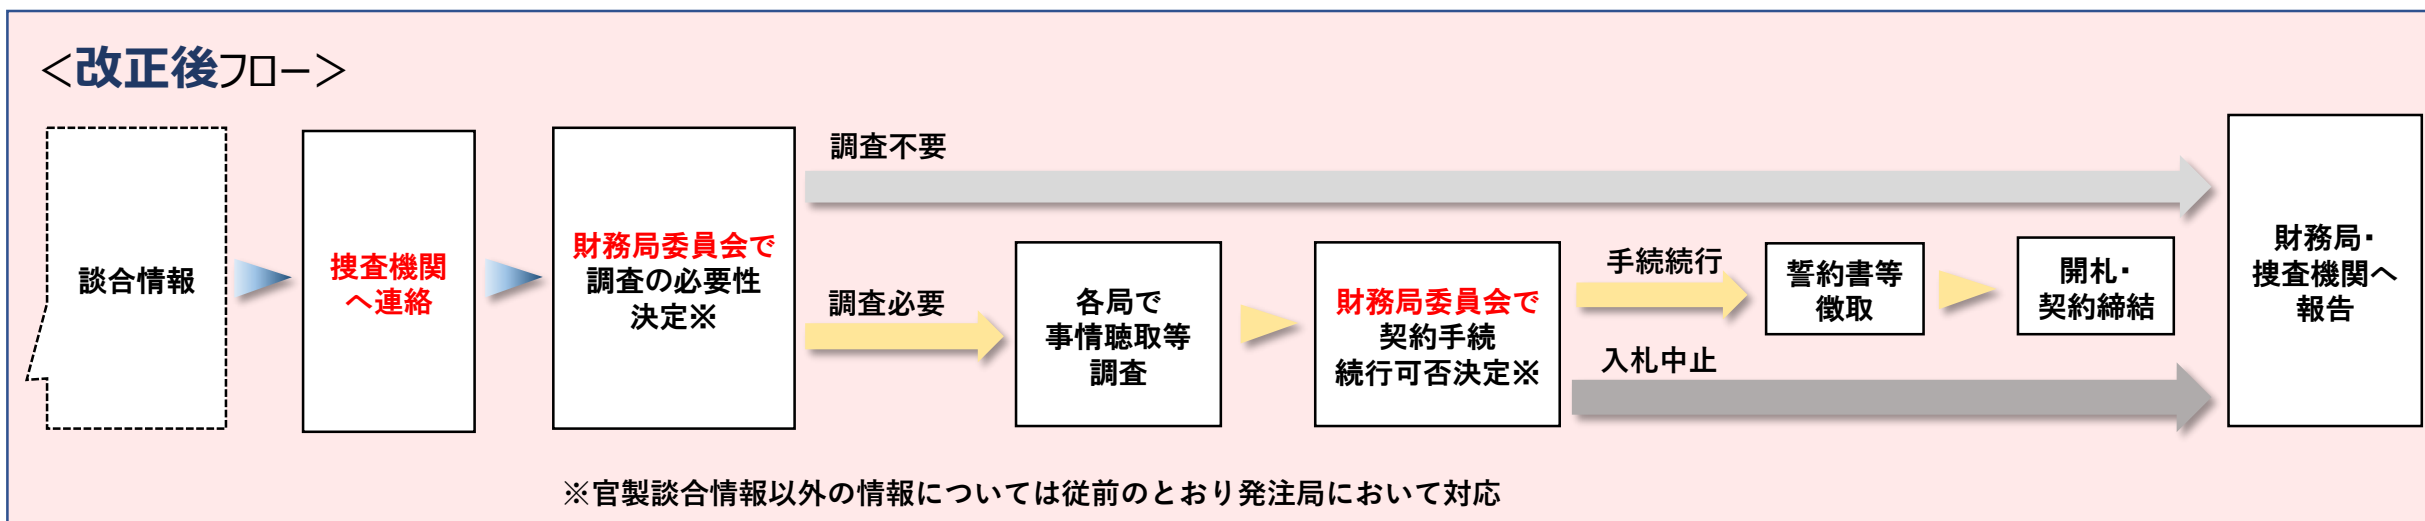 ＜改正後フロー＞
談合情報
捜査機関
へ連絡
財務局委員会で
調査の必要性
決定※
調査不要
調査必要
各局で
事情聴取等
調査
財務局委員会で
契約手続
続行可否決定※
手続続行
入札中止
誓約書等
徴取
開札・
契約締結
財務局・
捜査機関へ
報告
※官製談合情報以外の情報については従前のとおり発注局において対応